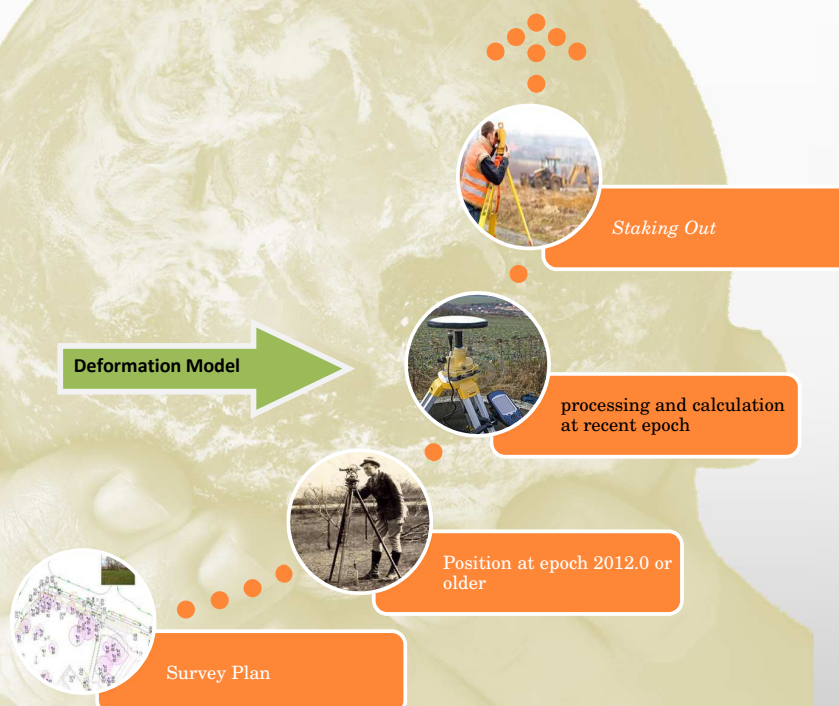 Staking Out
Deformation Model
processing and calculation
at recent epoch
Position at epoch 2012.0 or
older
Survey Plan